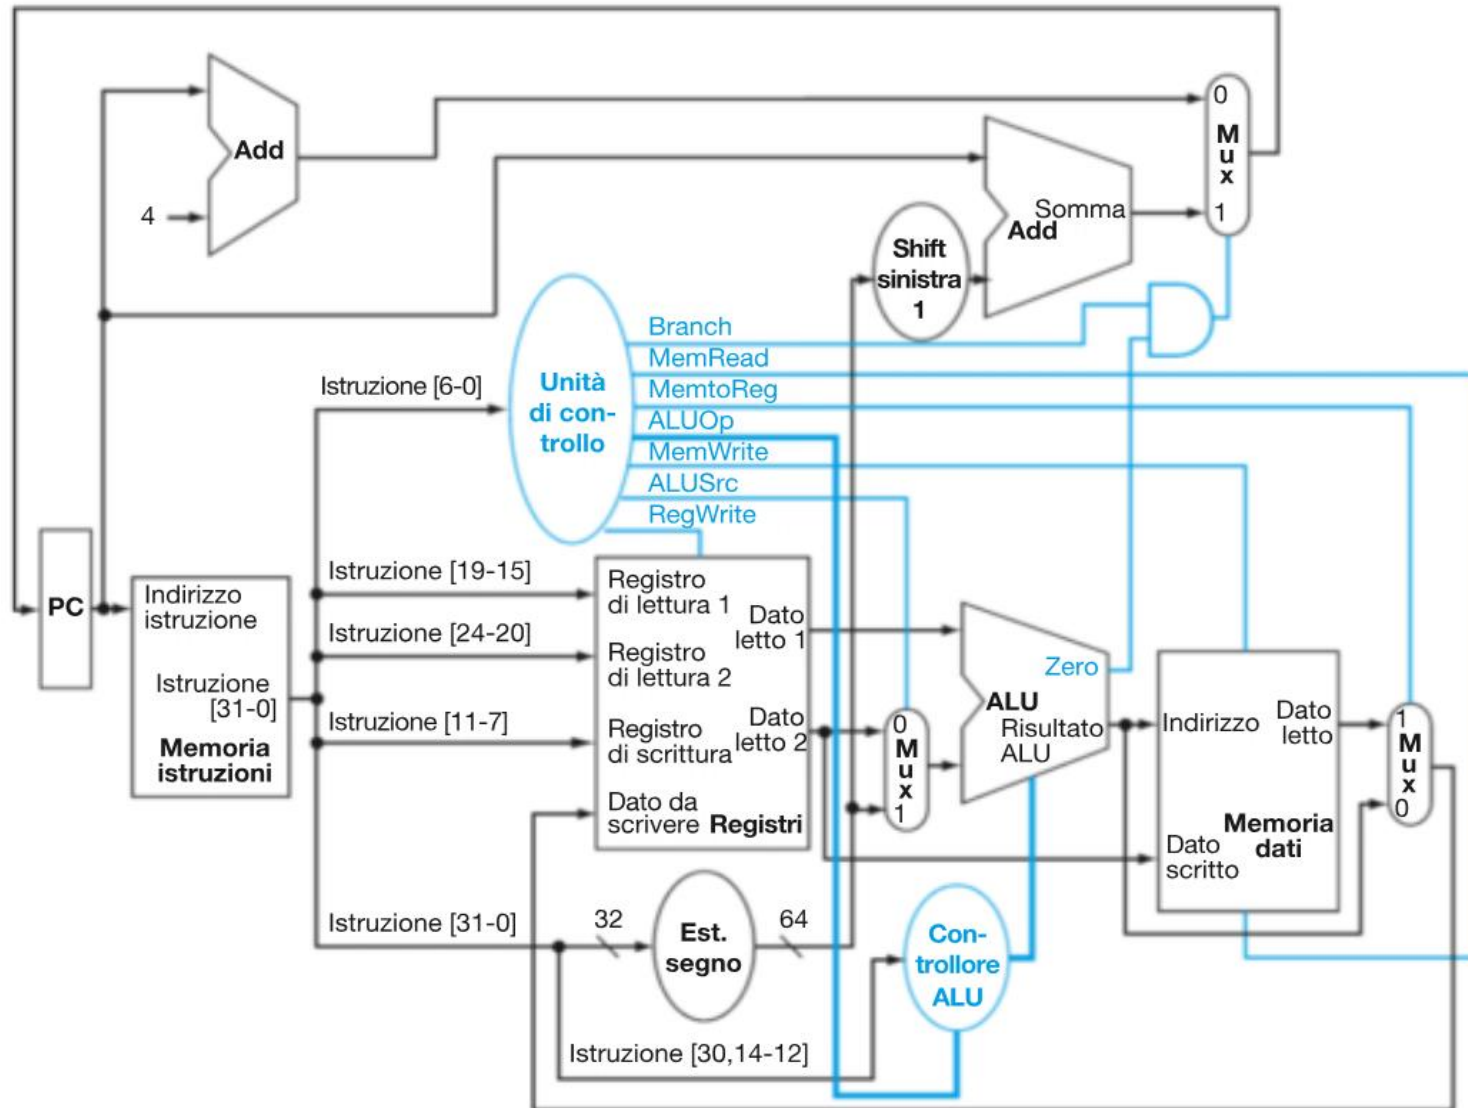 0
M
u
x
1
Add
4
Somma
Add
Shift
sinistra
1
Branch
MemRead
MemtoReg
ALUOp
MemWrite
ALUSrc
RegWrite
Istruzione [6-0]
Unità
di con-
trollo
PC
Indirizzo
istruzione
Istruzione
[31-0]
Memoria
istruzioni
Istruzione [19-15]
Istruzione [24-20]
Istruzione [11-7]
Istruzione [31-0]
Registro
di lettura 1
Registro
di lettura 2
Registro
di scrittura
Dato da
scrivere
Registri
Dato
letto 1
Dato
letto 2
0
M
u
x
1
Zero
ALU
Risultato
ALU
Indirizzo
Dato
letto
Memoria
dati
Dato
scritto
1
M
u
x
0
32
Est.
segno
64
Con-
trollore
ALU
Istruzione [30,14-12]